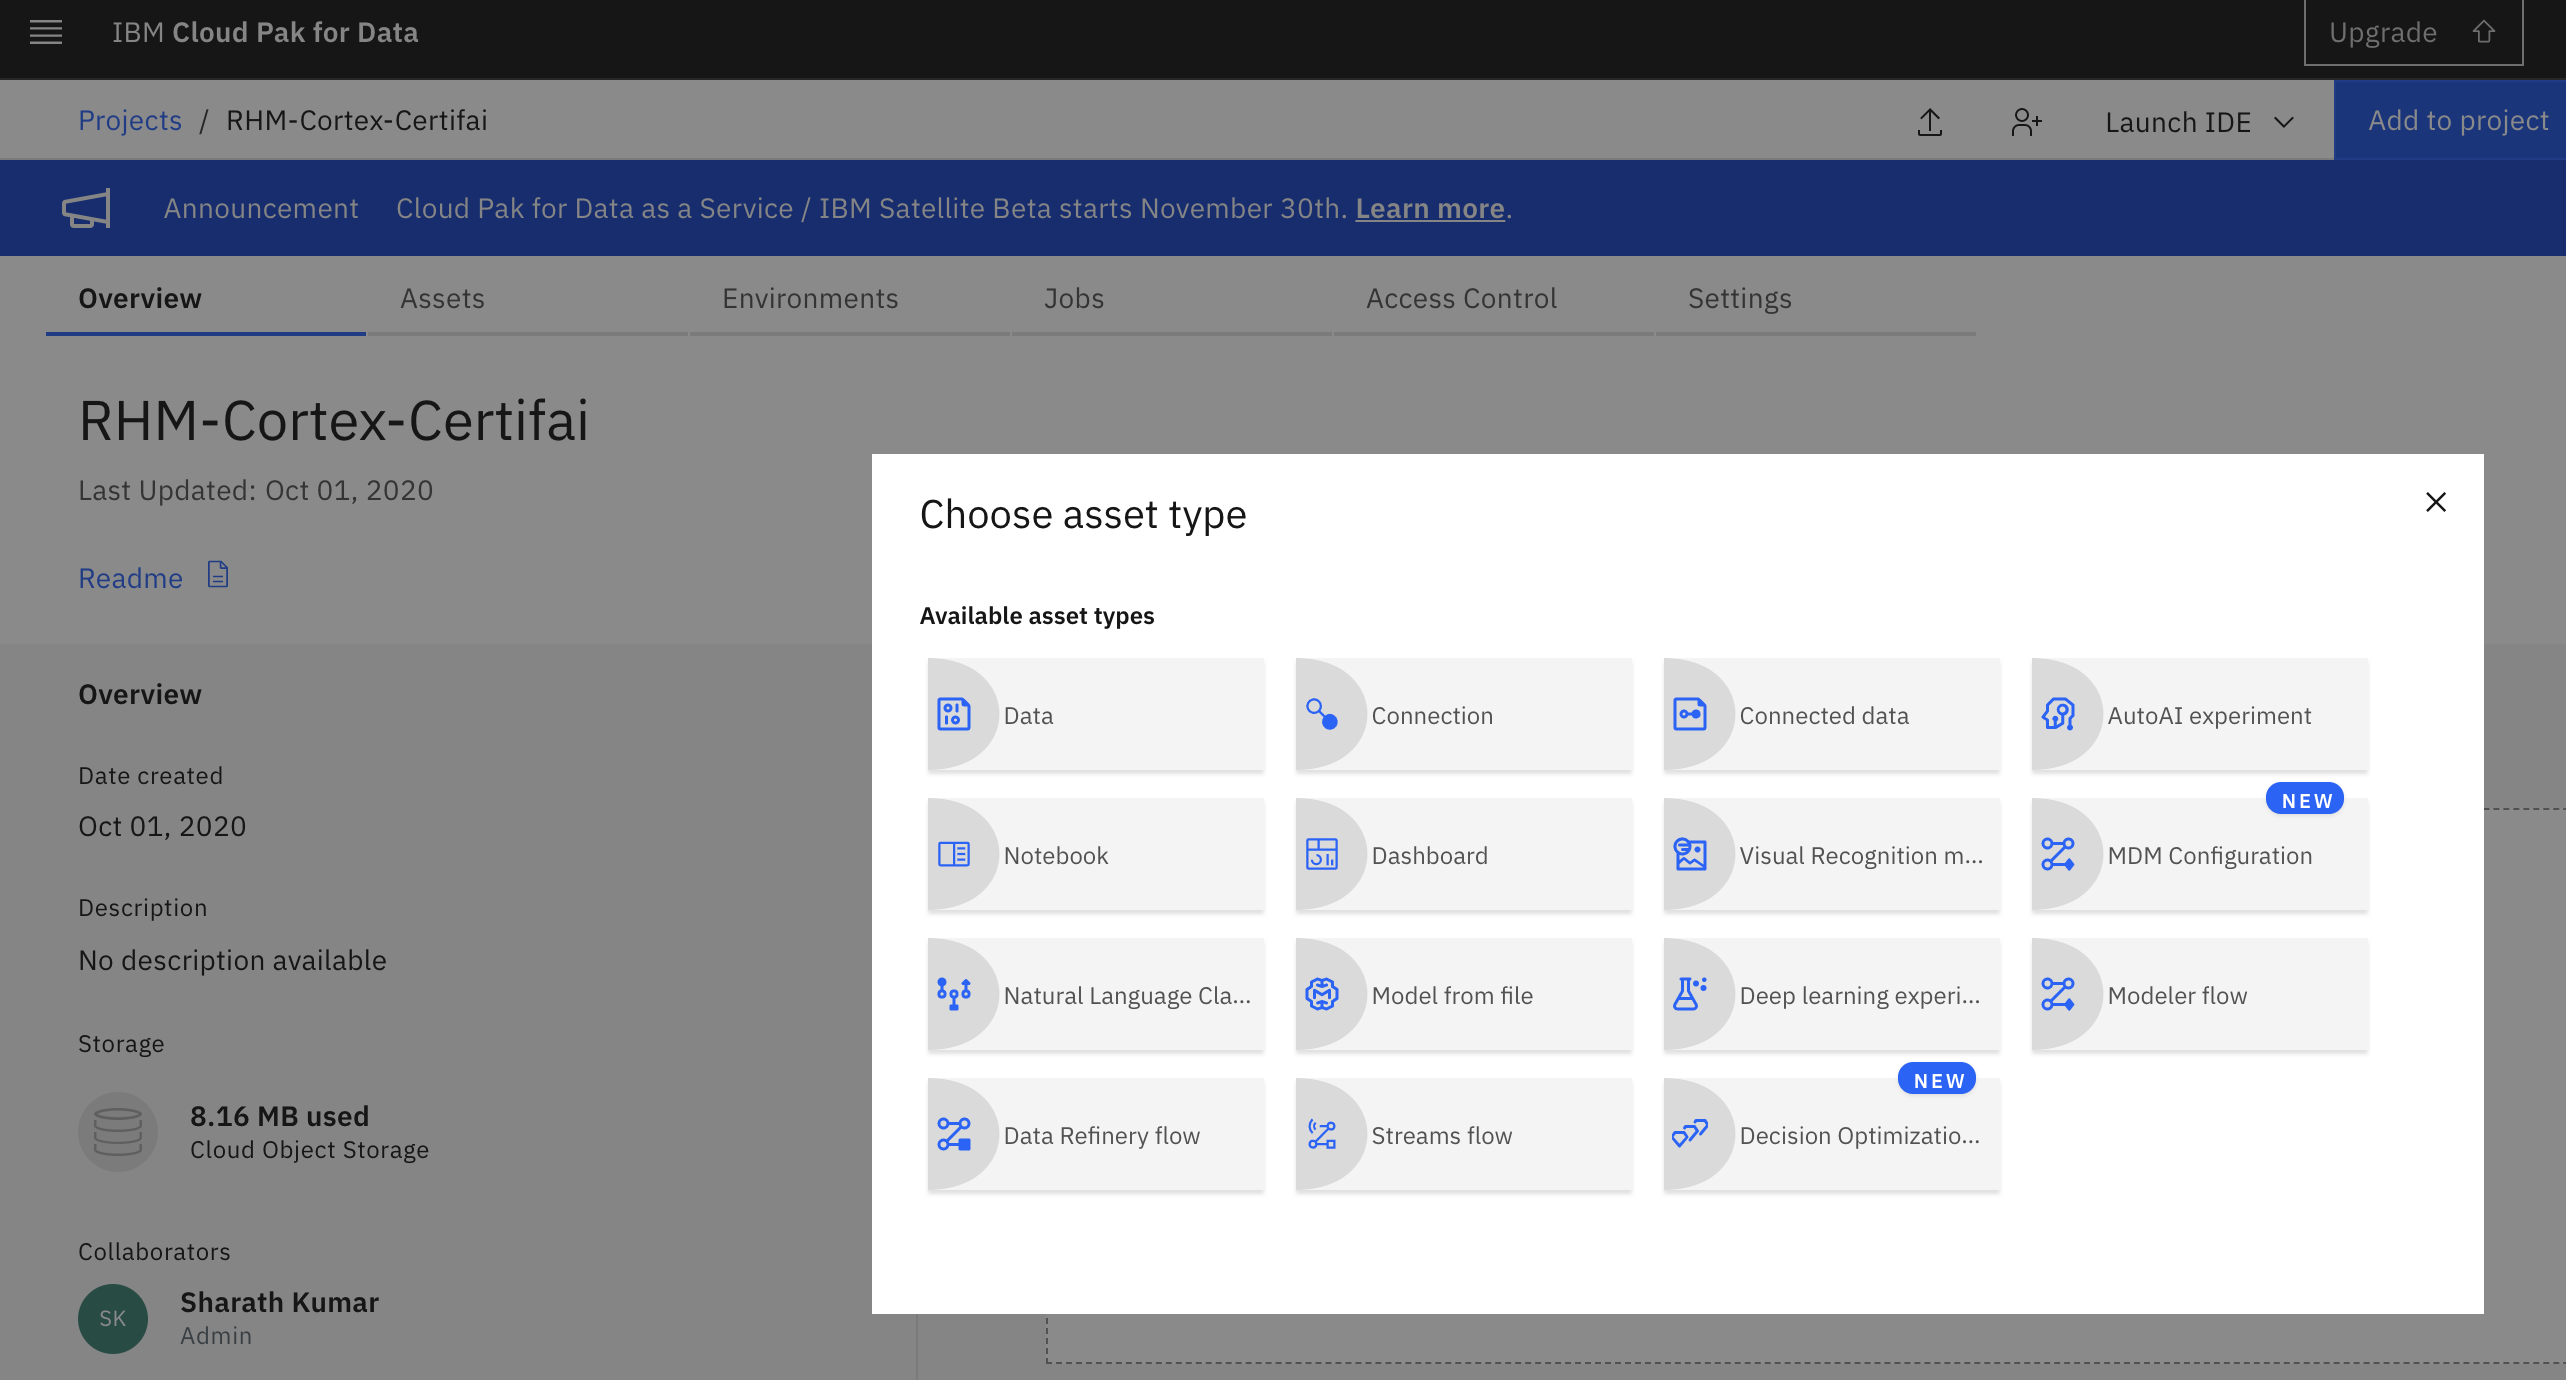 IBM Cloud Pak for Data
Upgrade
Projects / RHM-Cortex-Certifai
Launch IDE
Add to project
Announcement Cloud Pak for Data as a Service / IBM Satellite Beta starts November 30th. Learn more.
Overview Assets Environments Jobs Access Control Settings
RHM-Cortex-Certifai
Last Updated: Oct 01, 2020
Readme
Overview
Date created
Oct 01, 2020
Description
No description available
Storage
8.16 MB used
Cloud Object Storage
Collaborators
SK
Sharath Kumar
Admin
Choose asset type
Available asset types
Data
Connection
Connected data
AutoAI experiment
Notebook
Dashboard
Visual Recognition m...
NEW
MDM Configuration
Natural Language Cla...
Model from file
Deep learning experi...
Modeler flow
Data Refinery flow
Streams flow
NEW
Decision Optimizatio...